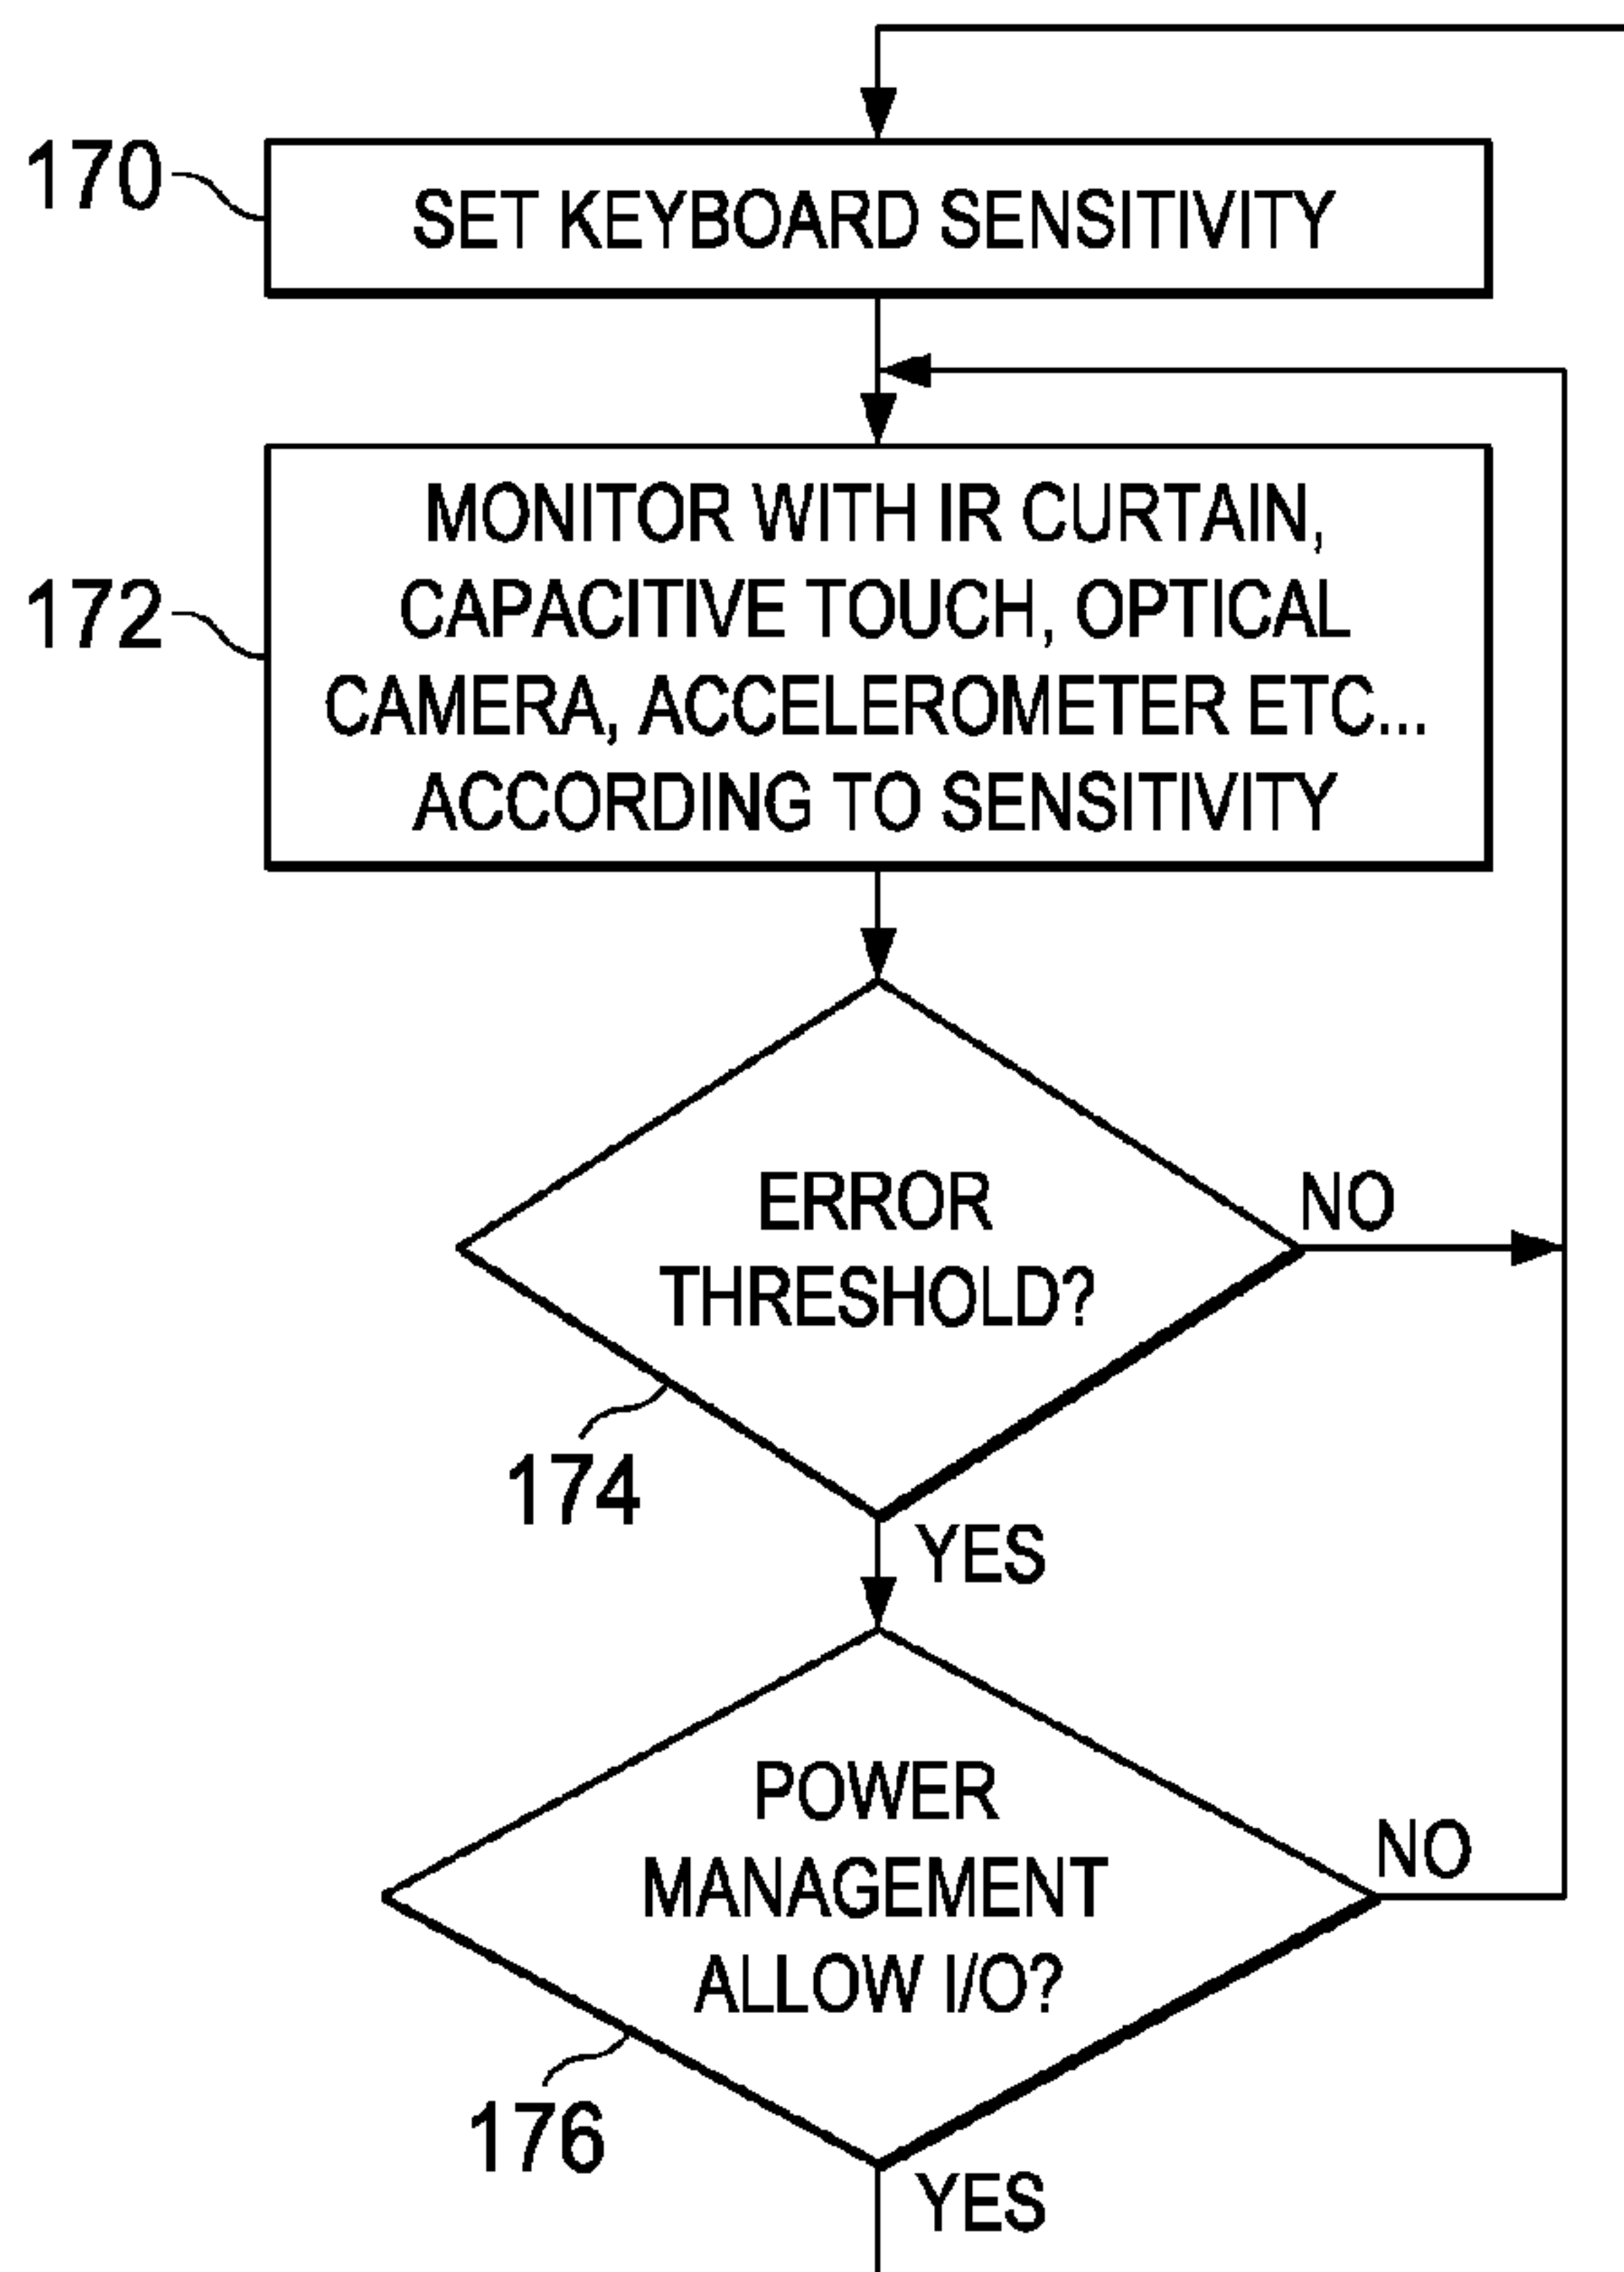 170
SET KEYBOARD SENSITIVITY
172
MONITOR WITH IR CURTAIN,
CAPACITIVE TOUCH, OPTICAL
CAMERA, ACCELEROMETER ETC...
ACCORDING TO SENSITIVITY
ERROR
THRESHOLD?
NO
174
YES
POWER
MANAGEMENT
ALLOW I/O?
NO
176
YES